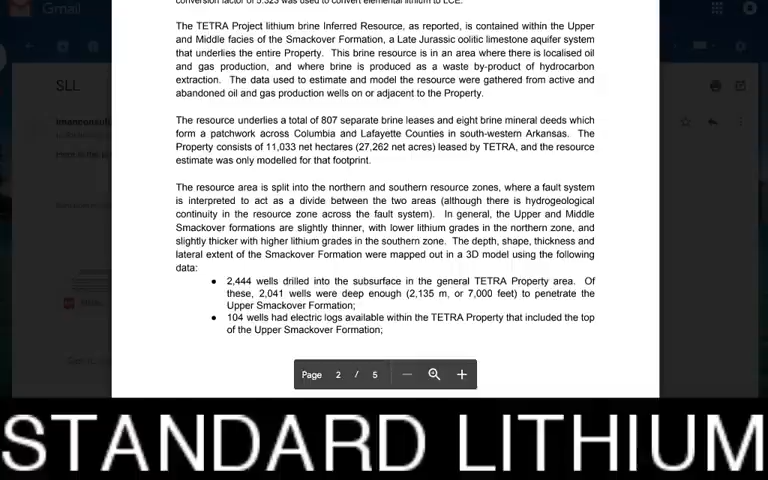 Gmail
conversion factor of 5.323 was used to convert elemental lithium to LCE.
The TETRA Project lithium brine Inferred Resource, as reported, is contained within the Upper
and Middle facies of the Smackover Formation, a Late Jurassic oolitic limestone aquifer system
that underlies the entire Property. This brine resource is in an area where there is localised oil
and gas production, and where brine is produced as a waste by-product of hydrocarbon
extraction. The data used to estimate and model the resource were gathered from active and
abandoned oil and gas production wells on or adjacent to the Property.
SLL
The resource underlies a total of 807 separate brine leases and eight brine mineral deeds which
form a patchwork across Columbia and Lafayette Counties in south-western Arkansas. The
Property consists of 11,033 net hectares (27,262 net acres) leased by TETRA, and the resource
estimate was only modelled for that footprint.
The resource area is split into the northern and southern resource zones, where a fault system
is interpreted to act as a divide between the two areas (although there is hydrogeological
continuity in the resource zone across the fault system). In general, the Upper and Middle
Smackover formations are slightly thinner, with lower lithium grades in the northern zone, and
slightly thicker with higher lithium grades in the southern zone. The depth, shape, thickness and
lateral extent of the Smackover Formation were mapped out in a 3D model using the following
data:
• 2,444 wells drilled into the subsurface in the general TETRA Property area. Of
these, 2,041 wells were deep enough (2,135 m, or 7,000 feet) to penetrate the
Upper Smackover Formation;
• 104 wells had electric logs available within the TETRA Property that included the top
of the Upper Smackover Formation;
Page 2 / 5
STANDARD LITHIUM